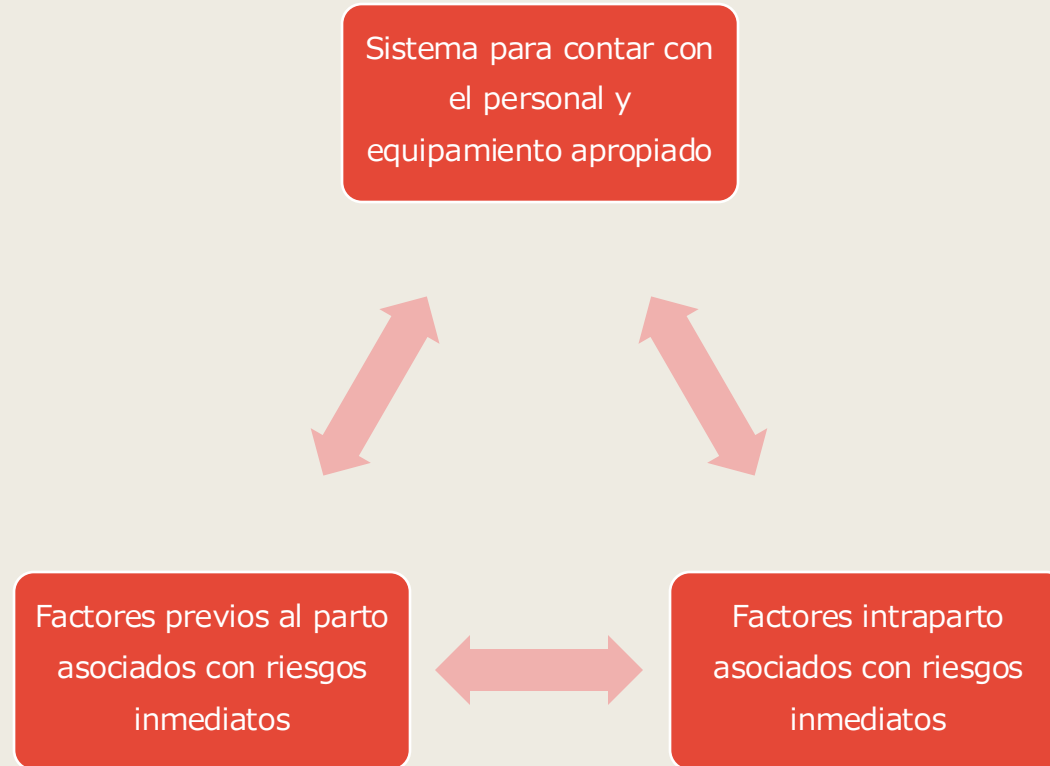 Sistema para contar con
el personal y
equipamiento apropiado
Factores previos al parto
asociados con riesgos
inmediatos
Factores intraparto
asociados con riesgos
inmediatos